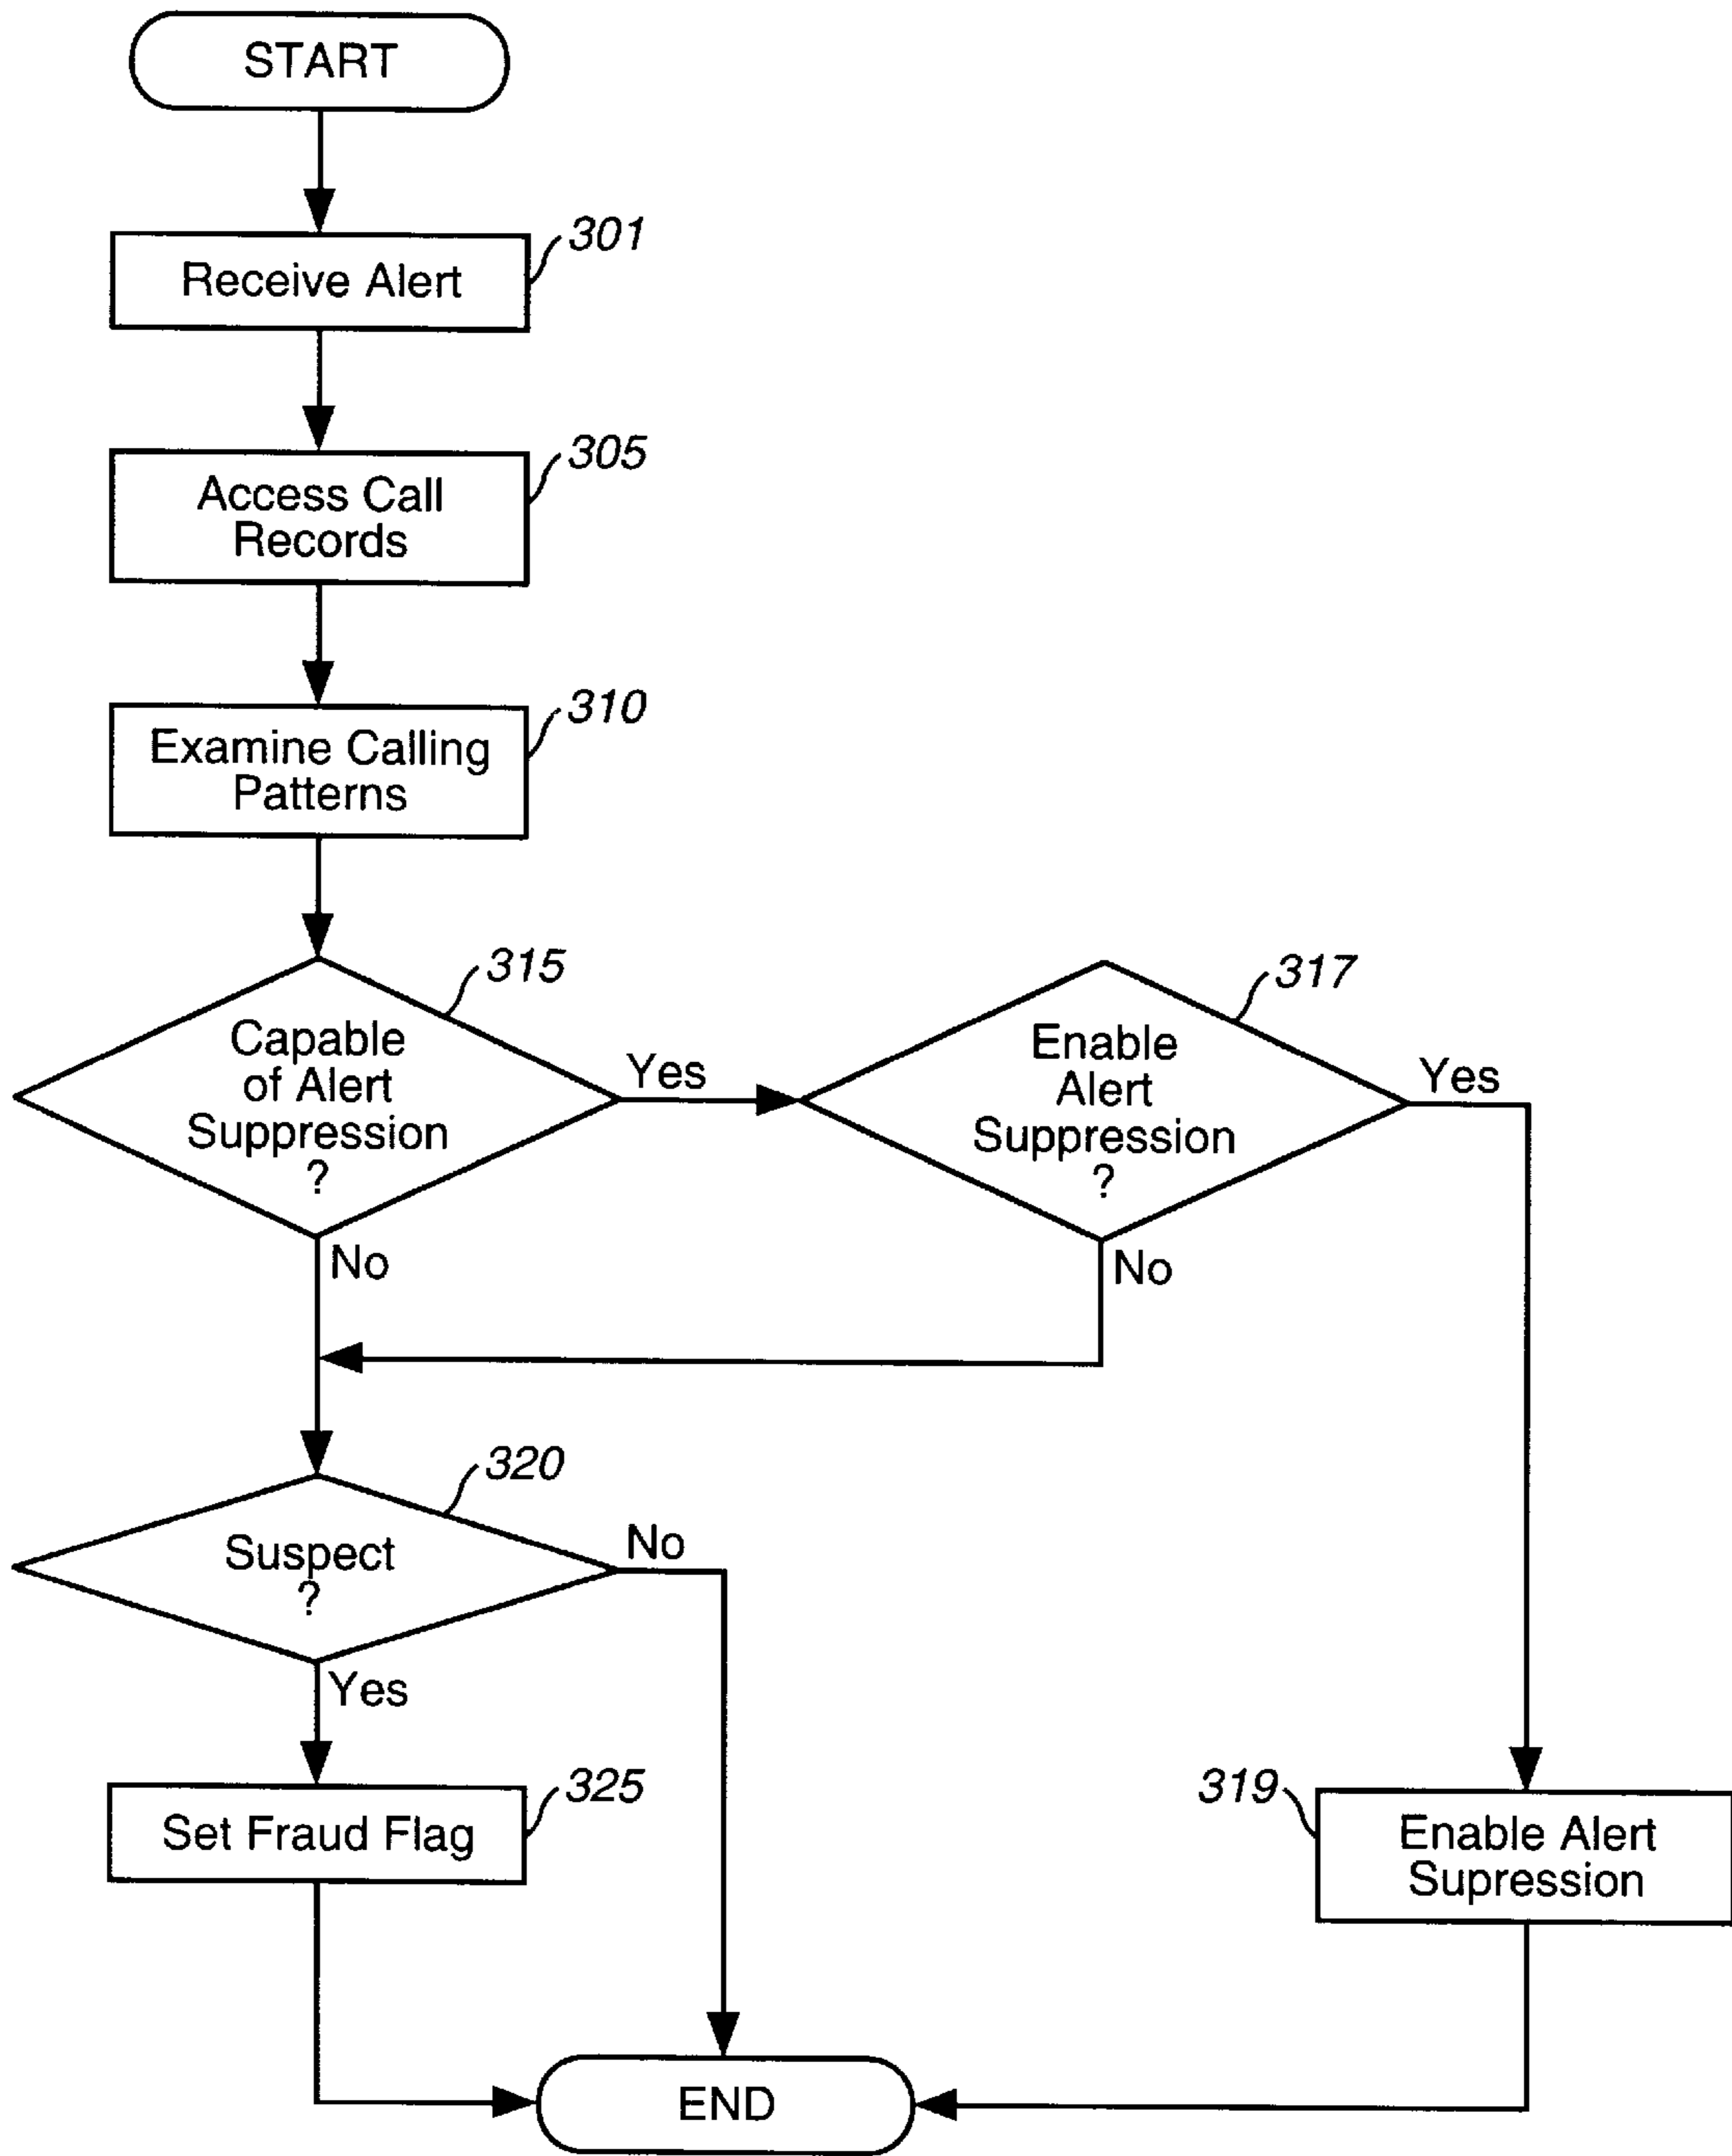 START
301
Receive Alert
305
Access Call
Records
310
Examine Calling
Patterns
315
Capable
of Alert
Suppression
?
Yes
No
317
Enable
Alert
Suppression
?
Yes
No
320
Suspect
?
No
Yes
325
Set Fraud Flag
319
Enable Alert
Supression
END